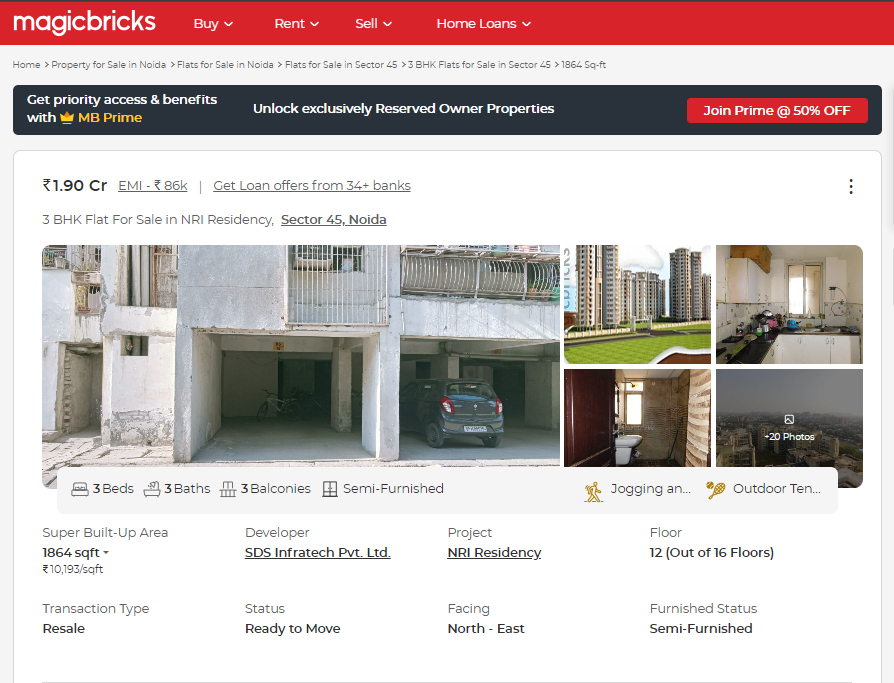 magicbricks
Buy Rent Sell Home Loans
Home > Property for Sale in Noida > Flats for Sale in Noida > Flats for Sale in Sector 45 > 3 BHK Flats for Sale in Sector 45 > 1864 Sq-ft
Get priority access & benefits
with MB Prime
Unlock exclusively Reserved Owner Properties
Join Prime @ 50% OFF
₹1.90 Cr EMI - ₹ 86k | Get Loan offers from 34+ banks
3 BHK Flat For Sale in NRI Residency, Sector 45, Noida
+20 Photos
3 Beds 3 Baths 3 Balconies Semi-Furnished Jogging an... Outdoor Ten...
Super Built-Up Area Developer Project Floor
1864 sqft SDS Infratech Pvt. Ltd. NRI Residency 12 (Out of 16 Floors)
₹10,193/sqft
Transaction Type Status Facing Furnished Status
Resale Ready to Move North - East Semi-Furnished